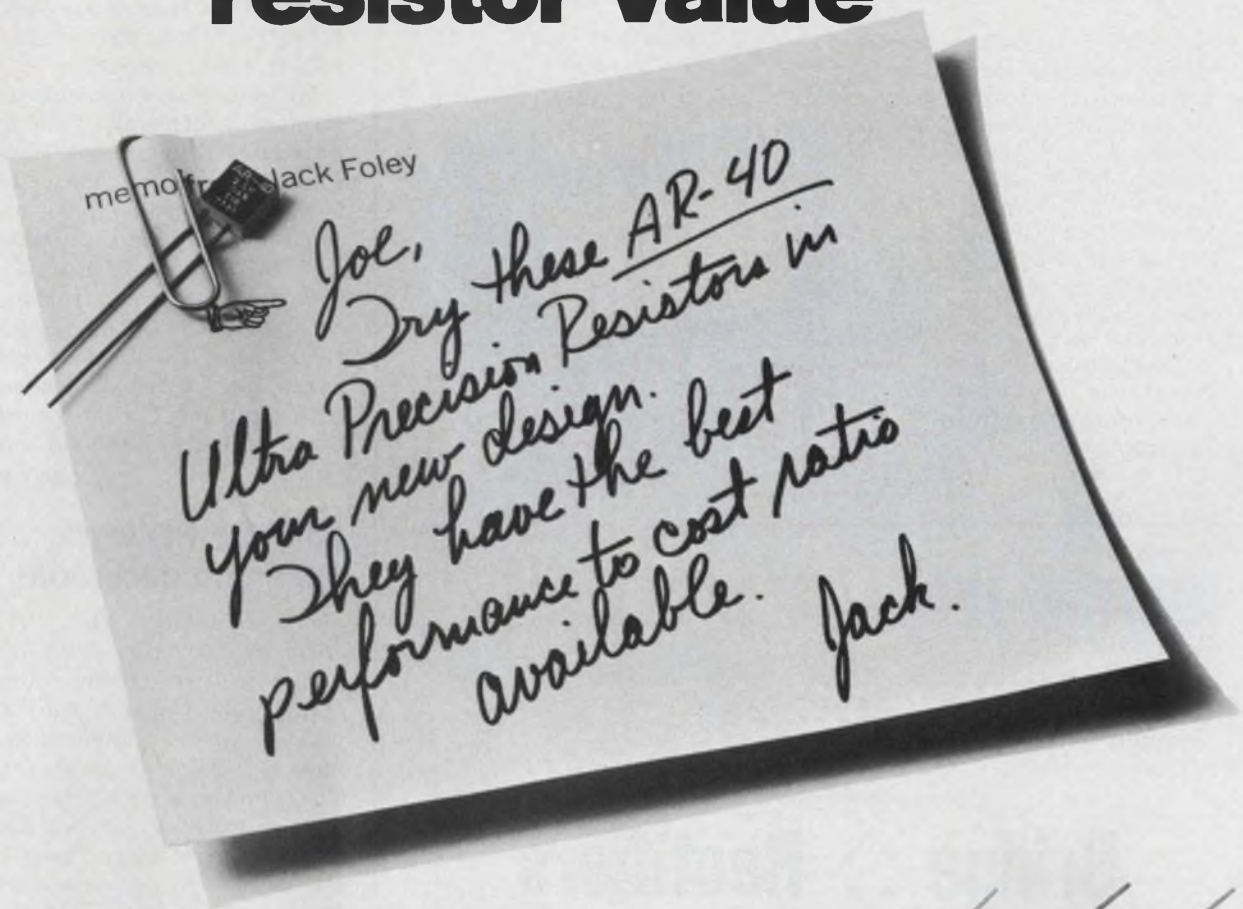 resistor value
memo fr Jack Foley
Joe,
Try these AR-40
Ultra Precision Resistors in
your new design.
They have the best
performance to cost ratio
available. Jack.